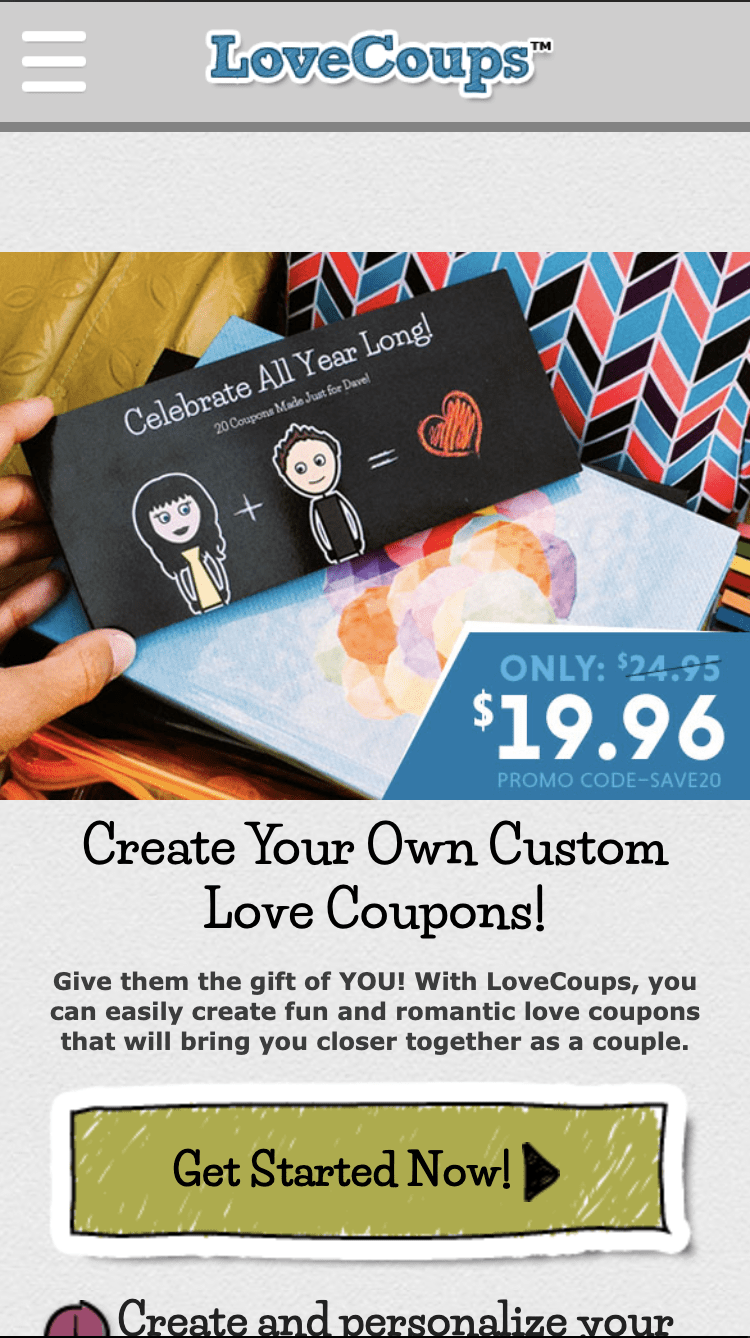 LoveCoups™
Celebrate All Year Long!
20 Coupons Made Just for Dave!
ONLY: $24.95
$19.96
PROMO CODE–SAVE20
Create Your Own Custom
Love Coupons!
Give them the gift of YOU! With LoveCoups, you
can easily create fun and romantic love coupons
that will bring you closer together as a couple.
Get Started Now!
Create and personalize your